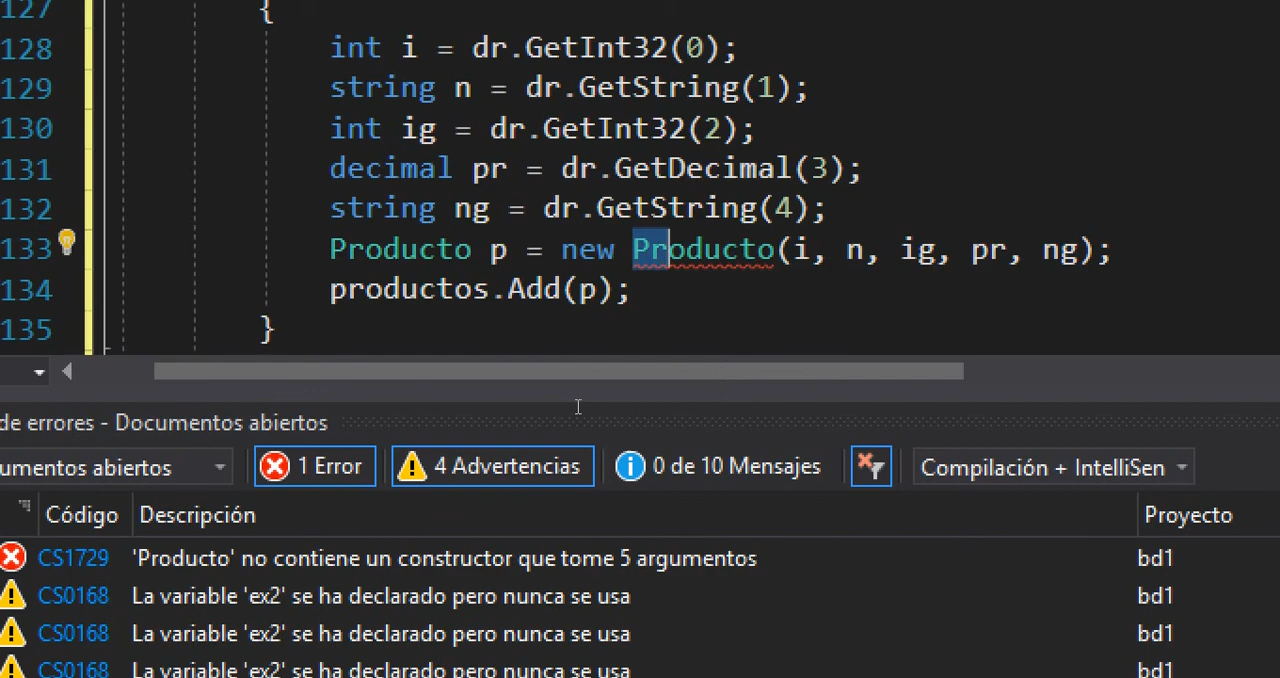 127 {
128 int i = dr.GetInt32(0);
129 string n = dr.GetString(1);
130 int ig = dr.GetInt32(2);
131 decimal pr = dr.GetDecimal(3);
132 string ng = dr.GetString(4);
133 Producto p = new Producto(i, n, ig, pr, ng);
134 productos.Add(p);
135 }
de errores - Documentos abiertos
umentos abiertos 1 Error 4 Advertencias 0 de 10 Mensajes Compilación + IntelliSen
Código Descripción Proyecto
CS1729 'Producto' no contiene un constructor que tome 5 argumentos bd1
CS0168 La variable 'ex2' se ha declarado pero nunca se usa bd1
CS0168 La variable 'ex2' se ha declarado pero nunca se usa bd1
CS0168 La variable 'ex2' se ha declarado pero nunca se usa bd1